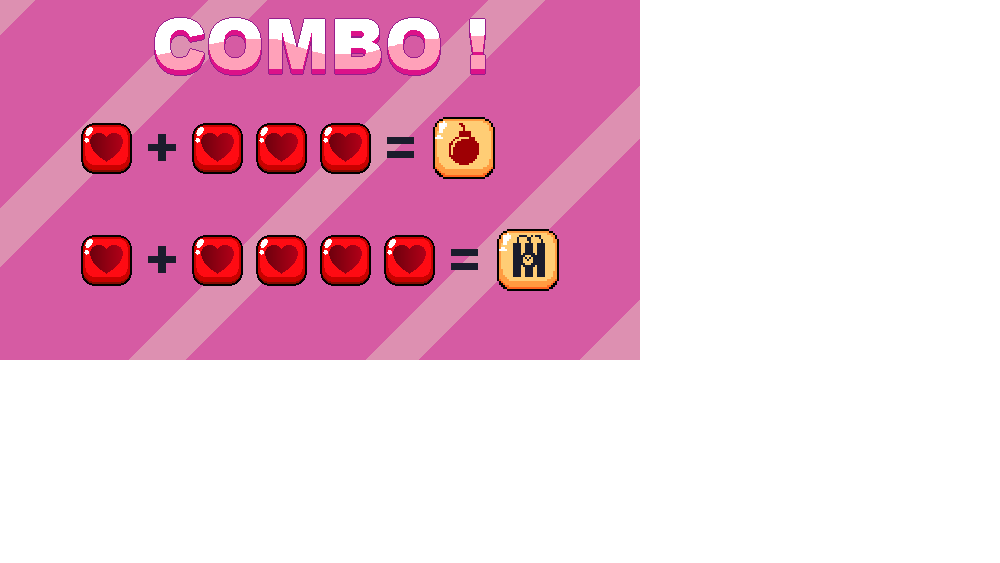 COMBO !
+ =
+ =